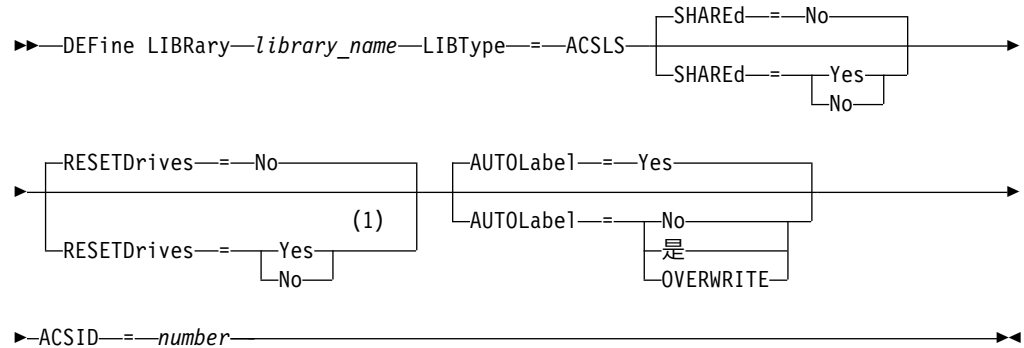 SHAREd = No
DEFine LIBRary library_name LIBType = ACSLS
SHAREd = Yes
No
RESETDrives = No
AUTOLabel = Yes
(1)
RESETDrives = Yes
No
AUTOLabel = No
是
OVERWRITE
ACSID = number